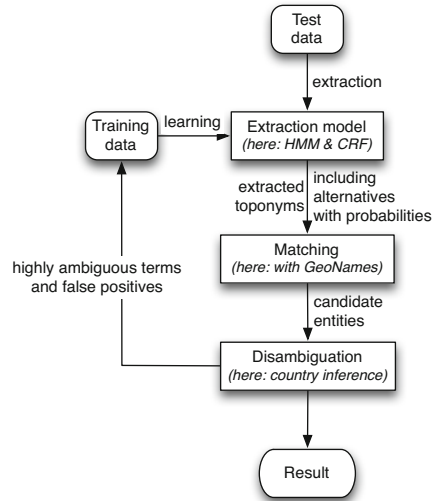 Test
data
extraction
Training
data
learning
Extraction model
(here: HMM & CRF)
extracted
toponyms
including
alternatives
with probabilities
Matching
(here: with GeoNames)
highly ambiguous terms
and false positives
candidate
entities
Disambiguation
(here: country inference)
Result